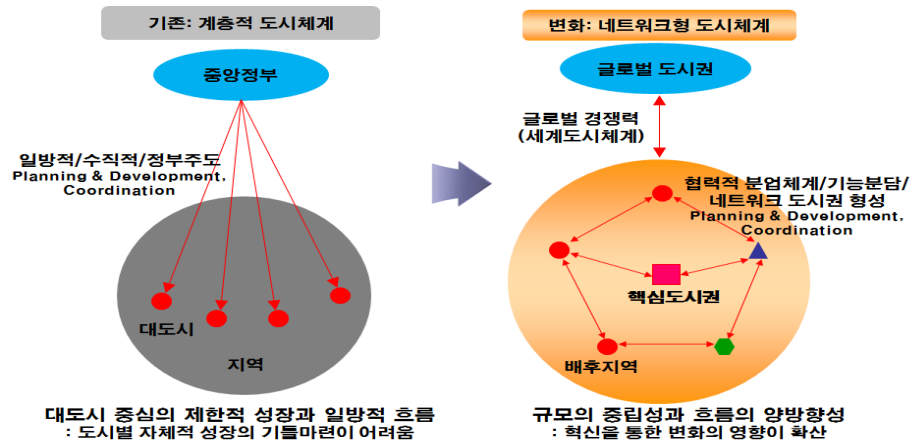 기존: 계층적 도시체계
중앙정부
일방적/수직적/정부주도
Planning & Development,
Coordination
대도시
지역
대도시 중심의 제한적 성장과 일방적 흐름
: 도시별 자체적 성장의 기틀마련이 어려움
변화: 네트워크형 도시체계
글로벌 도시권
글로벌 경쟁력
(세계도시체계)
협력적 분업체계/기능분담/
네트워크 도시권 형성
Planning & Development,
Coordination
핵심도시권
배후지역
규모의 중립성과 흐름의 양방향성
: 혁신을 통한 변화의 영향이 확산